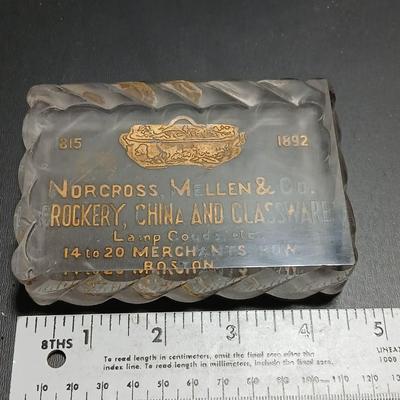 815 1892
NORCROSS, MELLEN & CO.
CROCKERY, CHINA AND GLASSWARE
Lamp Goods, etc.
14 to 20 MERCHANTS ROW
BOSTON
8THS 1 2 3 4 5
To read length in centimeters, omit the final zero after the
index line. To read in millimeters, include the final zero.
10 20 30 40 50 60 70 80 90 100 110 120 130